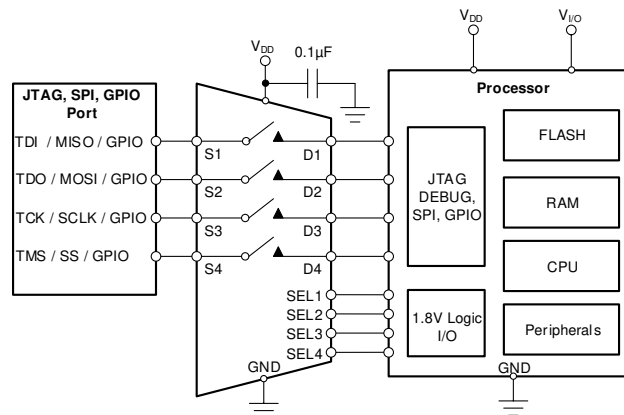 VDD
0.1µF
VDD
VI/O
JTAG, SPI, GPIO
Port
TDI / MISO / GPIO
TDO / MOSI / GPIO
TCK / SCLK / GPIO
TMS / SS / GPIO
S1
D1
S2
D2
S3
D3
S4
D4
SEL1
SEL2
SEL3
SEL4
GND
Processor
JTAG
DEBUG,
SPI, GPIO
1.8V Logic
I/O
FLASH
RAM
CPU
Peripherals
GND